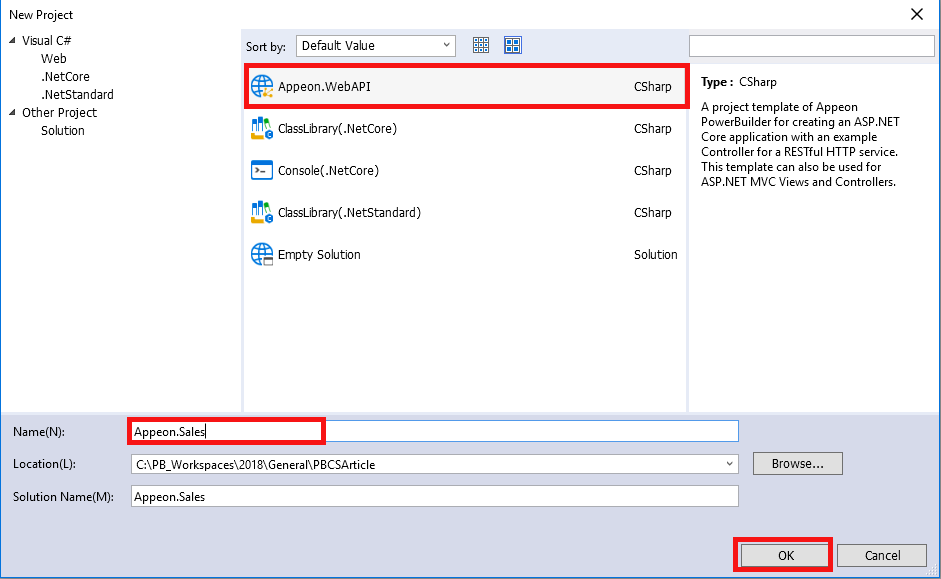 New Project
Visual C#
Web
.NetCore
.NetStandard
Other Project
Solution
Sort by: Default Value
Appeon.WebAPI CSharp
ClassLibrary(.NetCore) CSharp
Console(.NetCore) CSharp
ClassLibrary(.NetStandard) CSharp
Empty Solution Solution
Type : CSharp
A project template of Appeon
PowerBuilder for creating an ASP.NET
Core application with an example
Controller for a RESTful HTTP service.
This template can also be used for
ASP.NET MVC Views and Controllers.
Name(N): Appeon.Sales
Location(L): C:\PB_Workspaces\2018\General\PBCSArticle Browse...
Solution Name(M): Appeon.Sales
OK Cancel